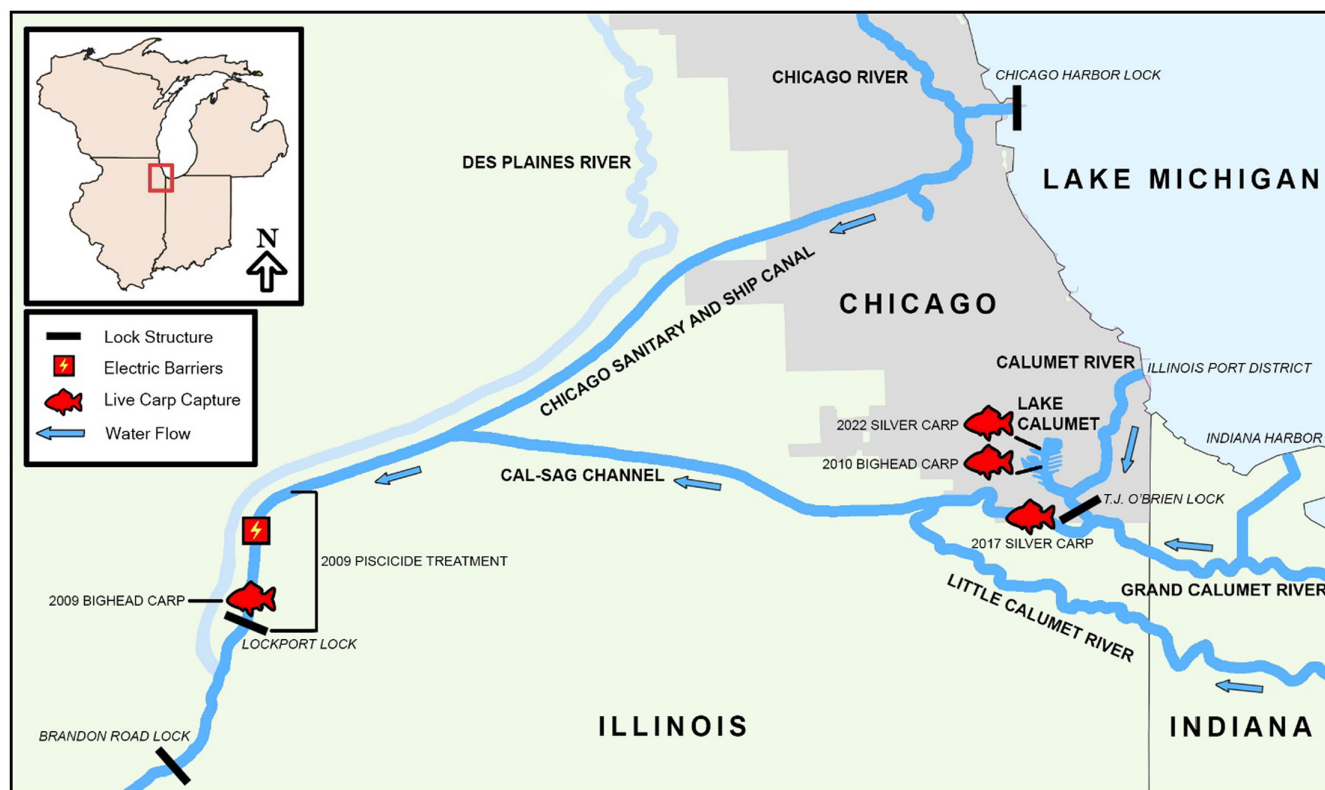 N
Lock Structure
Electric Barriers
Live Carp Capture
Water Flow
CHICAGO RIVER
CHICAGO HARBOR LOCK
DES PLAINES RIVER
LAKE MICHIGAN
CHICAGO SANITARY AND SHIP CANAL
CHICAGO
CALUMET RIVER
ILLINOIS PORT DISTRICT
LAKE
CALUMET
2022 SILVER CARP
2010 BIGHEAD CARP
INDIANA HARBOR
CAL-SAG CHANNEL
T.J. O'BRIEN LOCK
2017 SILVER CARP
2009 PISCICIDE TREATMENT
GRAND CALUMET RIVER
LITTLE CALUMET RIVER
2009 BIGHEAD CARP
LOCKPORT LOCK
ILLINOIS
INDIANA
BRANDON ROAD LOCK